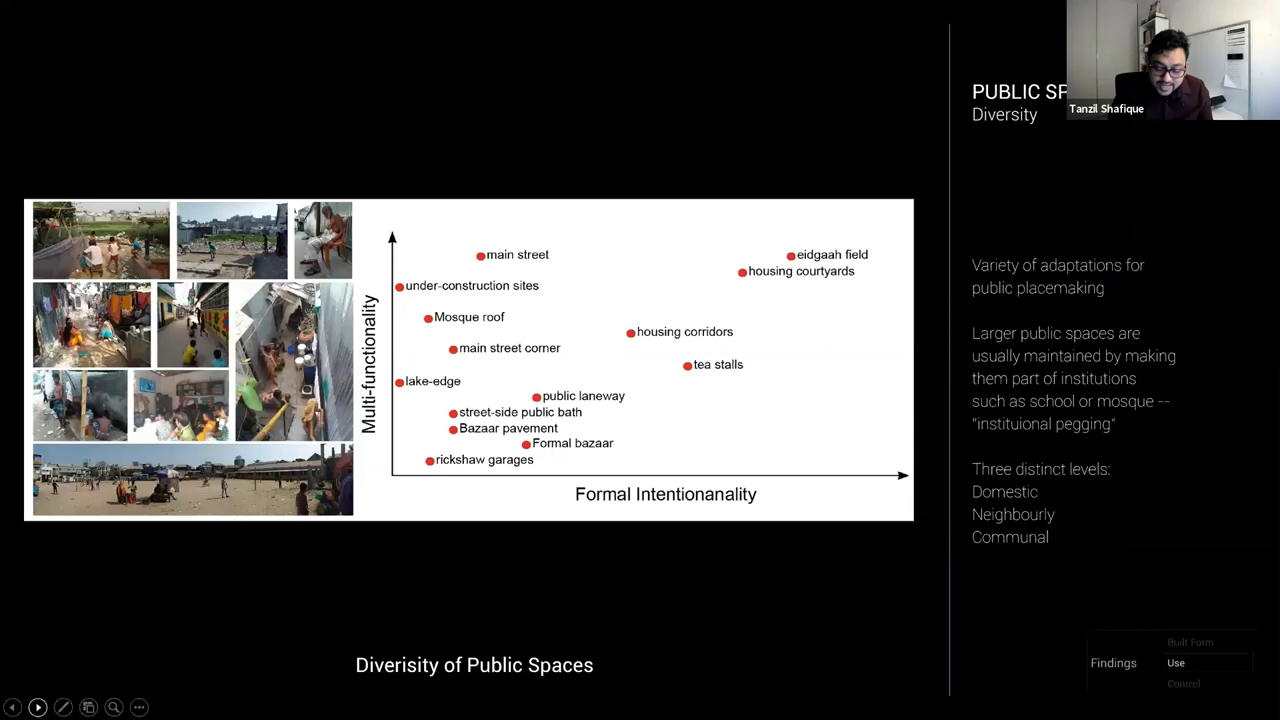 PUBLIC SP
Diversity
Tanzil Shafique
main street
eidgaah field
housing courtyards
under-construction sites
Mosque roof
housing corridors
main street corner
tea stalls
lake-edge
public laneway
street-side public bath
Bazaar pavement
Formal bazaar
rickshaw garages
Multi-functionality
Formal Intentionanality
Variety of adaptations for
public placemaking
Larger public spaces are
usually maintained by making
them part of institutions
such as school or mosque --
"instituional pegging"
Three distinct levels:
Domestic
Neighbourly
Communal
Diverisity of Public Spaces
Findings
Built Form
Use
Control